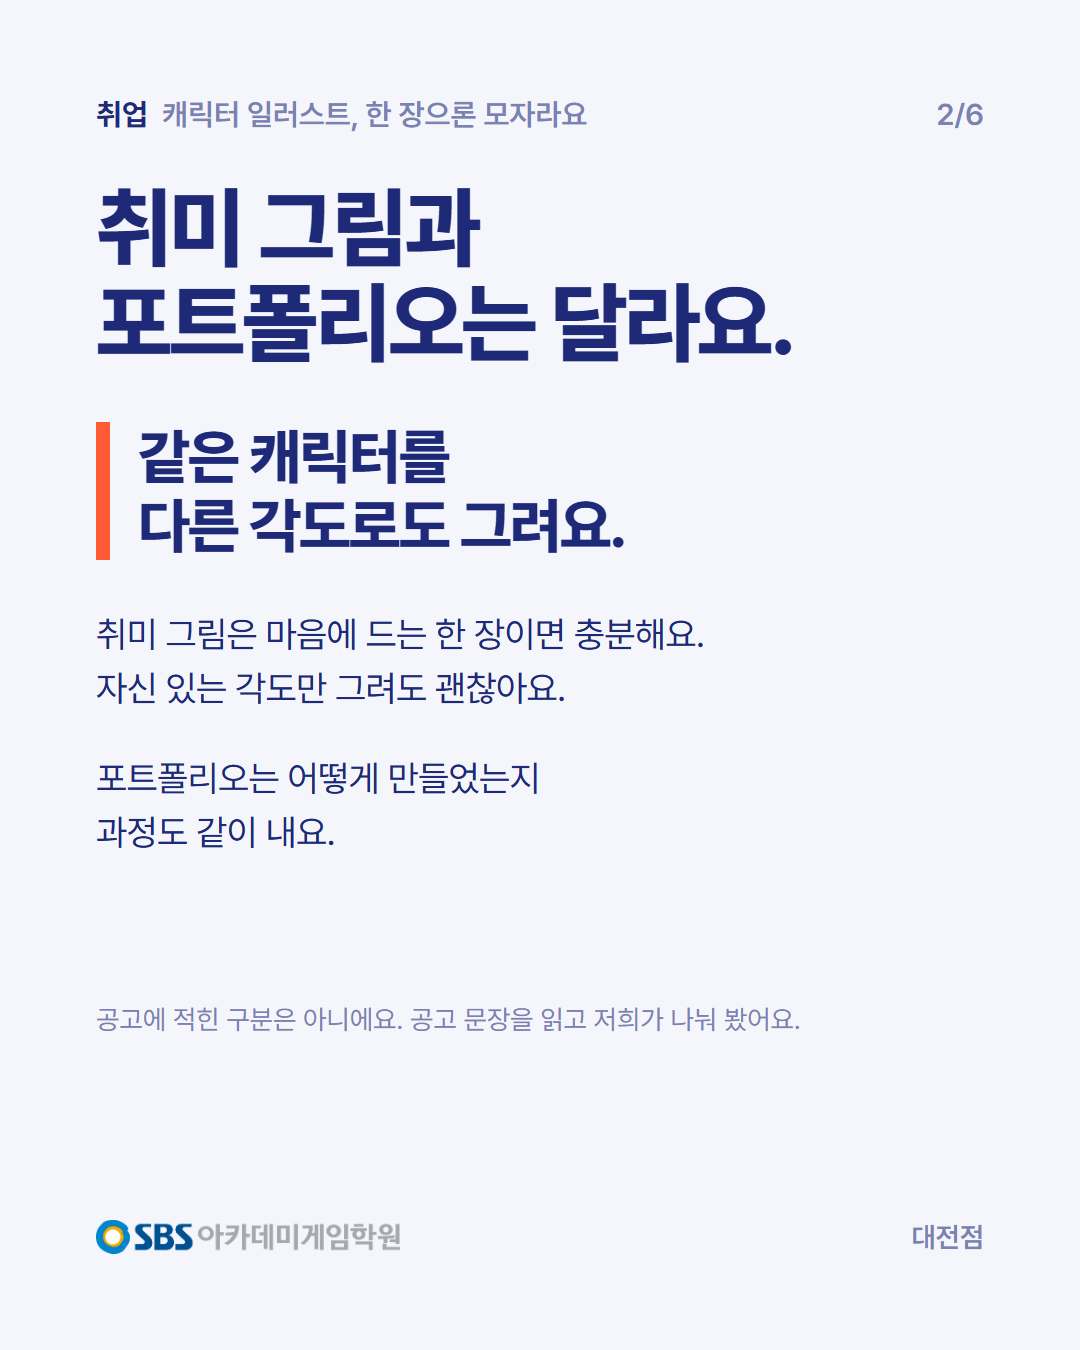 취업 캐릭터 일러스트, 한 장으론 모자라요
2/6
취미 그림과
포트폴리오는 달라요.
같은 캐릭터를
다른 각도로도 그려요.
취미 그림은 마음에 드는 한 장이면 충분해요.
자신 있는 각도만 그려도 괜찮아요.
포트폴리오는 어떻게 만들었는지
과정도 같이 내요.
공고에 적힌 구분은 아니에요. 공고 문장을 읽고 저희가 나눠 봤어요.
SBS 아카데미게임학원
대전점